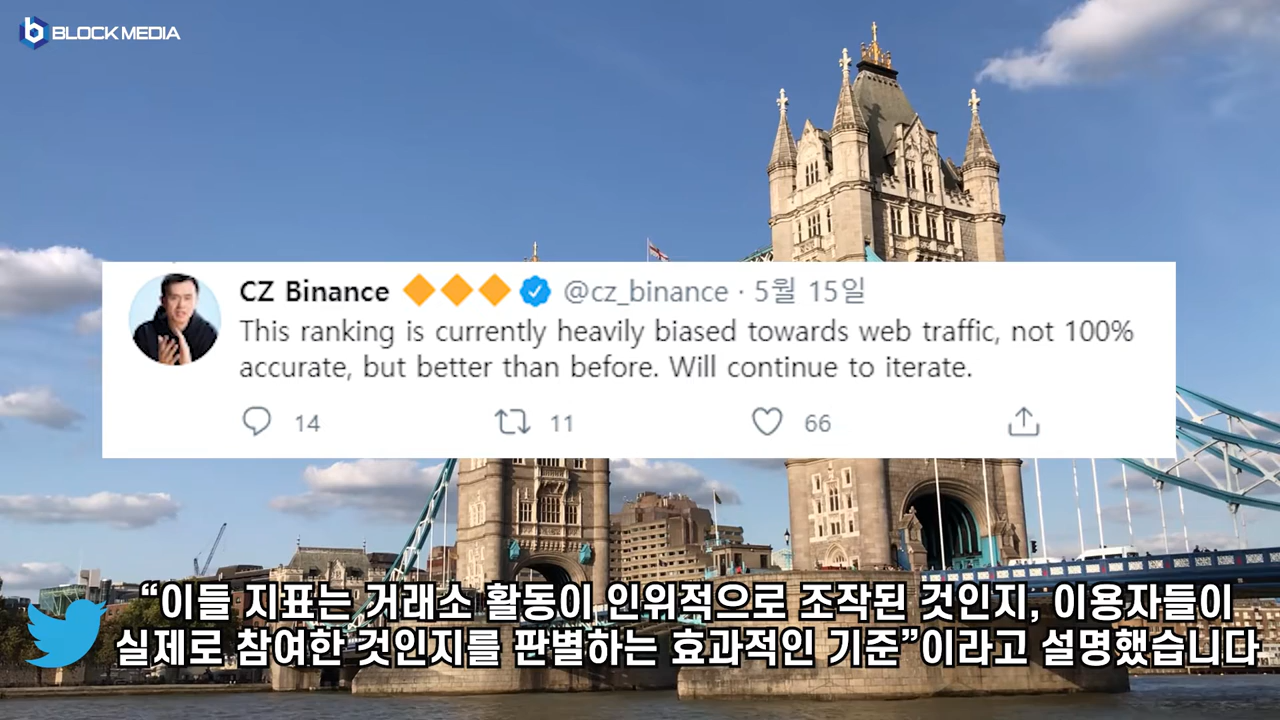 BLOCKMEDIA
CZ Binance 🔶🔶🔶 @cz_binance · 5월 15일
This ranking is currently heavily biased towards web traffic, not 100%
accurate, but better than before. Will continue to iterate.
14 11 66
“이들 지표는 거래소 활동이 인위적으로 조작된 것인지, 이용자들이
실제로 참여한 것인지를 판별하는 효과적인 기준”이라고 설명했습니다